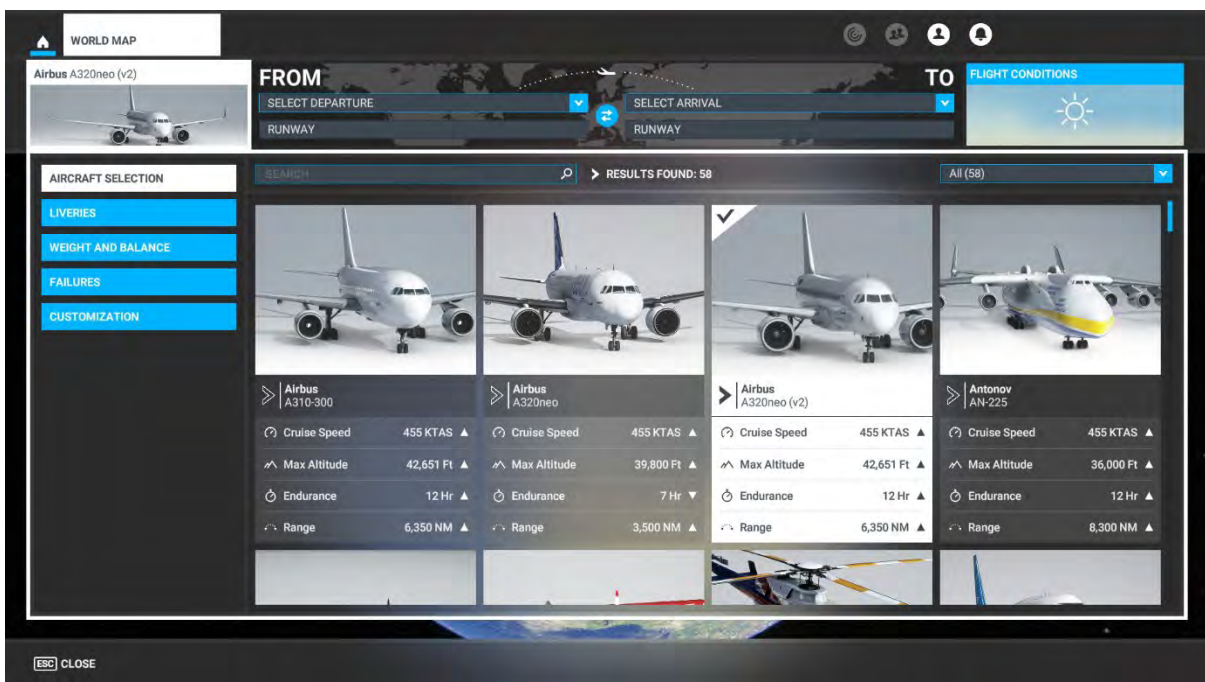 WORLD MAP
Airbus A320neo (v2)
FROM
TO
FLIGHT CONDITIONS
SELECT DEPARTURE
SELECT ARRIVAL
RUNWAY
RUNWAY
AIRCRAFT SELECTION
LIVERIES
WEIGHT AND BALANCE
FAILURES
CUSTOMIZATION
SEARCH
RESULTS FOUND: 58
All (58)
Airbus
A310-300
Cruise Speed 455 KTAS ▲
Max Altitude 42,651 Ft ▲
Endurance 12 Hr ▲
Range 6,350 NM ▲
Airbus
A320neo
Cruise Speed 455 KTAS ▲
Max Altitude 39,800 Ft ▲
Endurance 7 Hr ▼
Range 3,500 NM ▲
Airbus
A320neo (v2)
Cruise Speed 455 KTAS ▲
Max Altitude 42,651 Ft ▲
Endurance 12 Hr ▲
Range 6,350 NM ▲
Antonov
AN-225
Cruise Speed 455 KTAS ▲
Max Altitude 36,000 Ft ▲
Endurance 12 Hr ▲
Range 8,300 NM ▲
ESC CLOSE